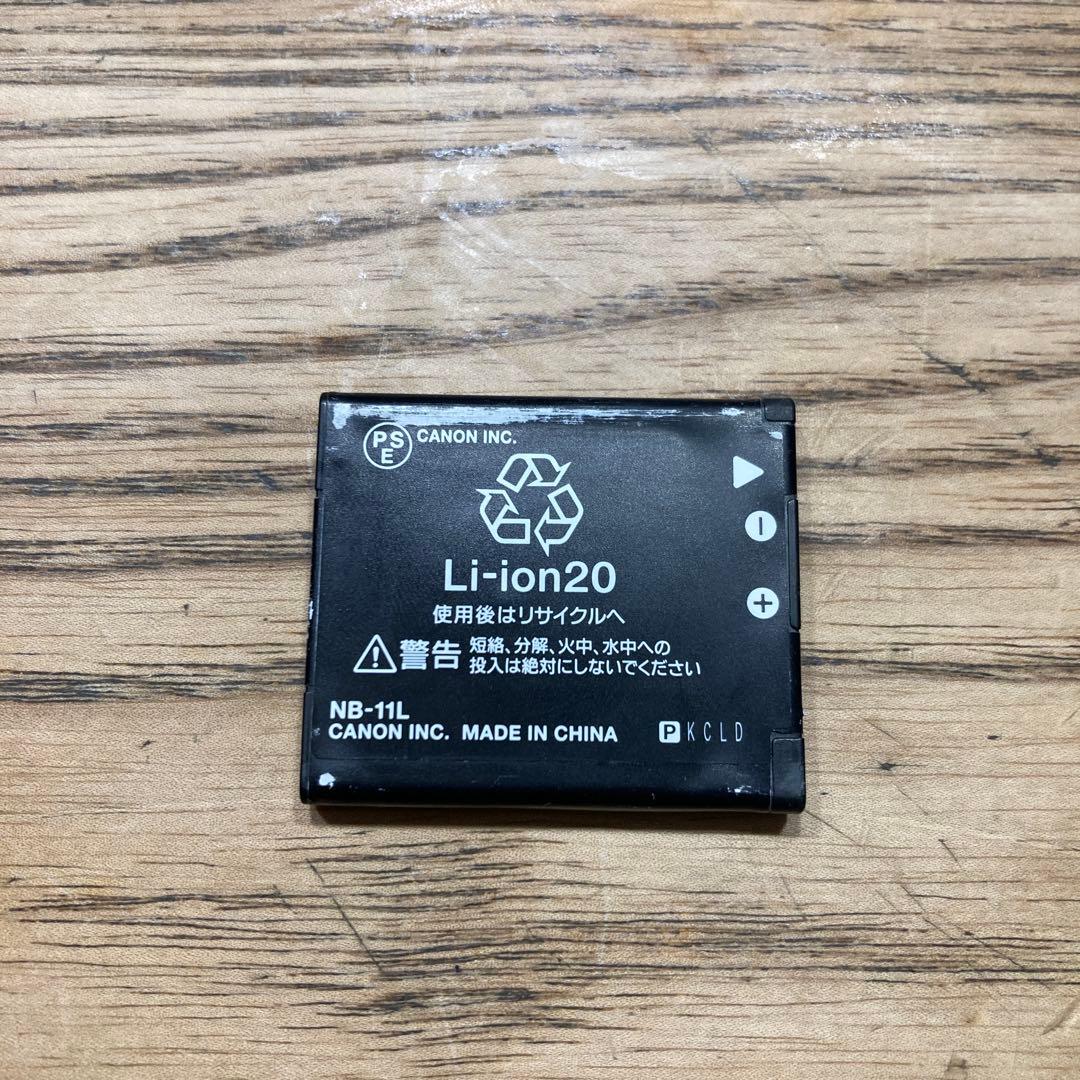 PSE CANON INC.
Li-ion20
使用後はリサイクルへ
警告 短絡、分解、火中、水中への
投入は絶対にしないでください
NB-11L
CANON INC. MADE IN CHINA
P KCLD